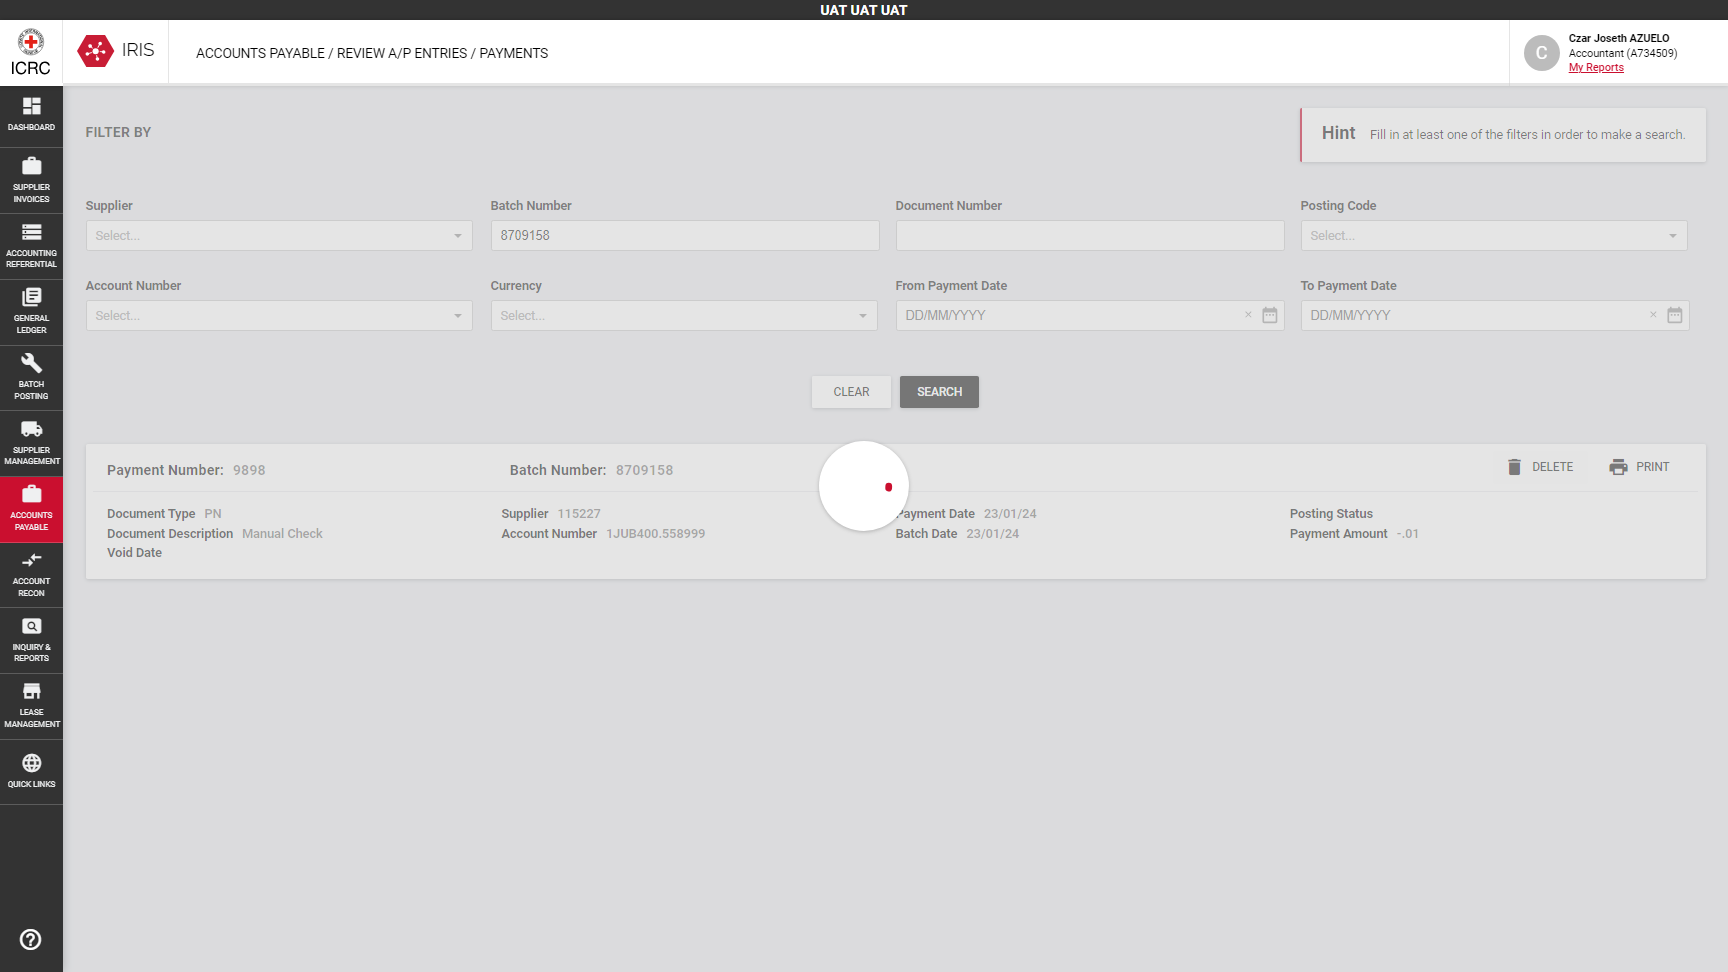 UAT UAT UAT
ICRC
IRIS
ACCOUNTS PAYABLE / REVIEW A/P ENTRIES / PAYMENTS
C
Czar Joseth AZUELO
Accountant (A734509)
My Reports
DASHBOARD
SUPPLIER
INVOICES
ACCOUNTING
REFERENTIAL
GENERAL
LEDGER
BATCH
POSTING
SUPPLIER
MANAGEMENT
ACCOUNTS
PAYABLE
ACCOUNT
RECON
INQUIRY &
REPORTS
LEASE
MANAGEMENT
QUICK LINKS
FILTER BY
Hint Fill in at least one of the filters in order to make a search.
Supplier Batch Number Document Number Posting Code
Select... 8709158 Select...
Account Number Currency From Payment Date To Payment Date
Select... Select... DD/MM/YYYY × DD/MM/YYYY ×
CLEAR SEARCH
Payment Number: 9898 Batch Number: 8709158 DELETE PRINT
Document Type PN Supplier 115227 Payment Date 23/01/24 Posting Status
Document Description Manual Check Account Number 1JUB400.558999 Batch Date 23/01/24 Payment Amount -.01
Void Date